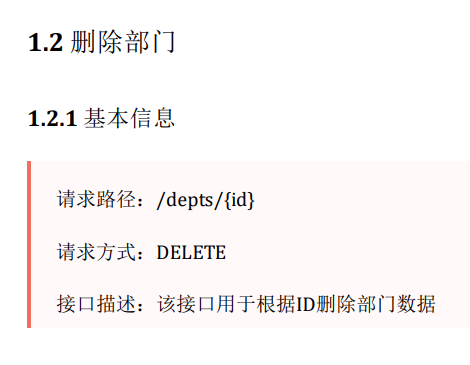 1.2 删除部门
1.2.1 基本信息
请求路径：/depts/{id}
请求方式：DELETE
接口描述：该接口用于根据ID删除部门数据